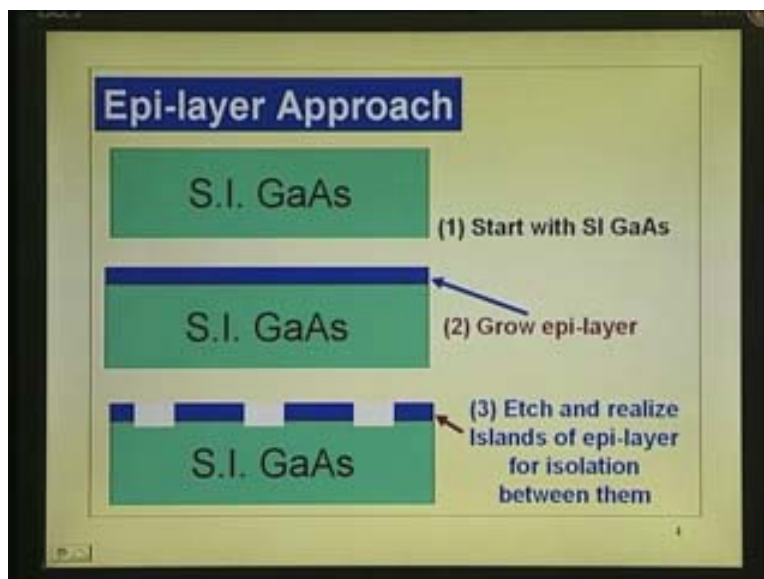 Epi-layer Approach
S.I. GaAs
(1) Start with SI GaAs
S.I. GaAs
(2) Grow epi-layer
S.I. GaAs
(3) Etch and realize
Islands of epi-layer
for isolation
between them
4